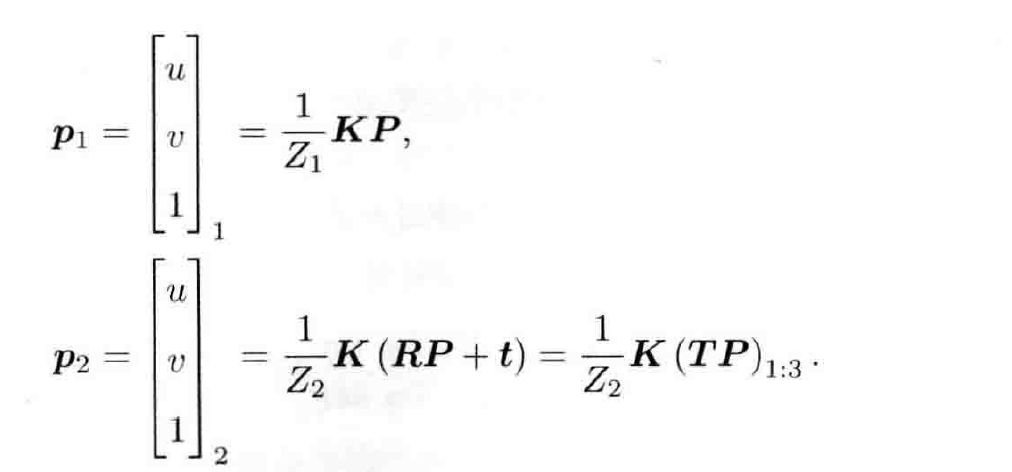 p₁ = [u v 1]₁ = 1/Z₁ KP,
p₂ = [u v 1]₂ = 1/Z₂ K (RP + t) = 1/Z₂ K (TP)₁:₃.